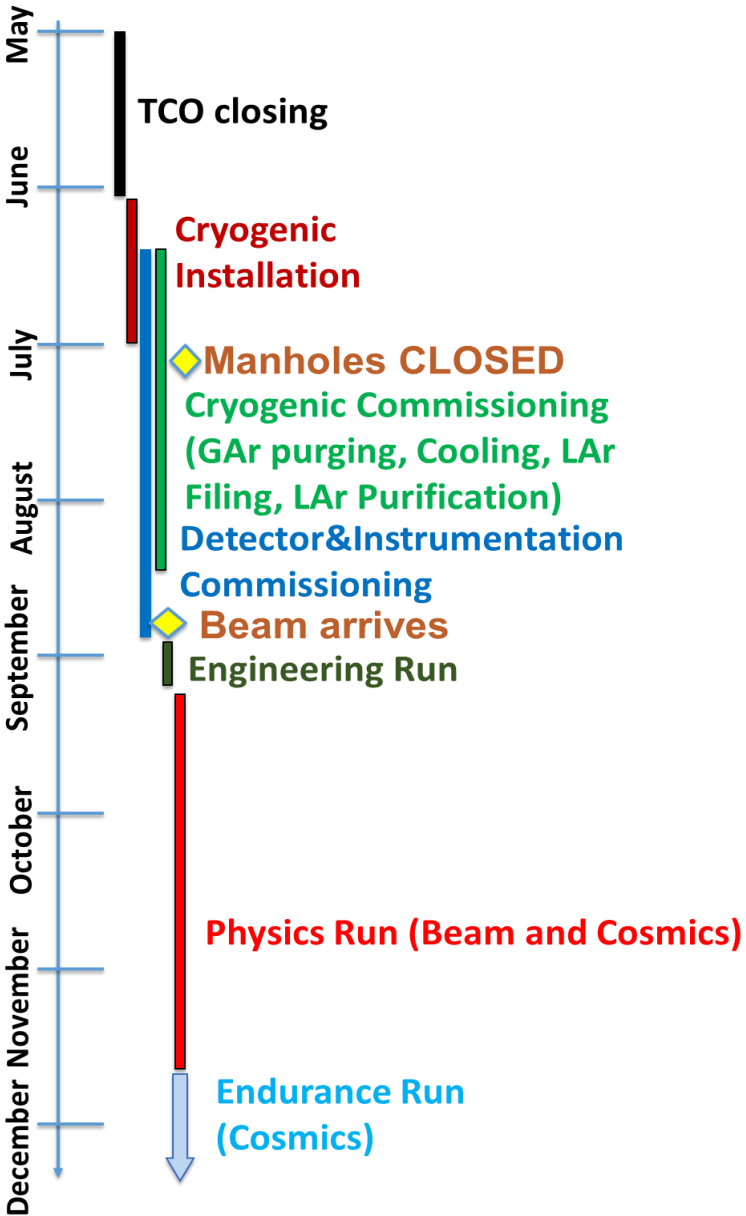 May
TCO closing
June
Cryogenic
Installation
July
Manholes CLOSED
Cryogenic Commissioning
(GAr purging, Cooling, LAr
Filing, LAr Purification)
August
Detector&Instrumentation
Commissioning
Beam arrives
September
Engineering Run
October
Physics Run (Beam and Cosmics)
November
Endurance Run
(Cosmics)
December